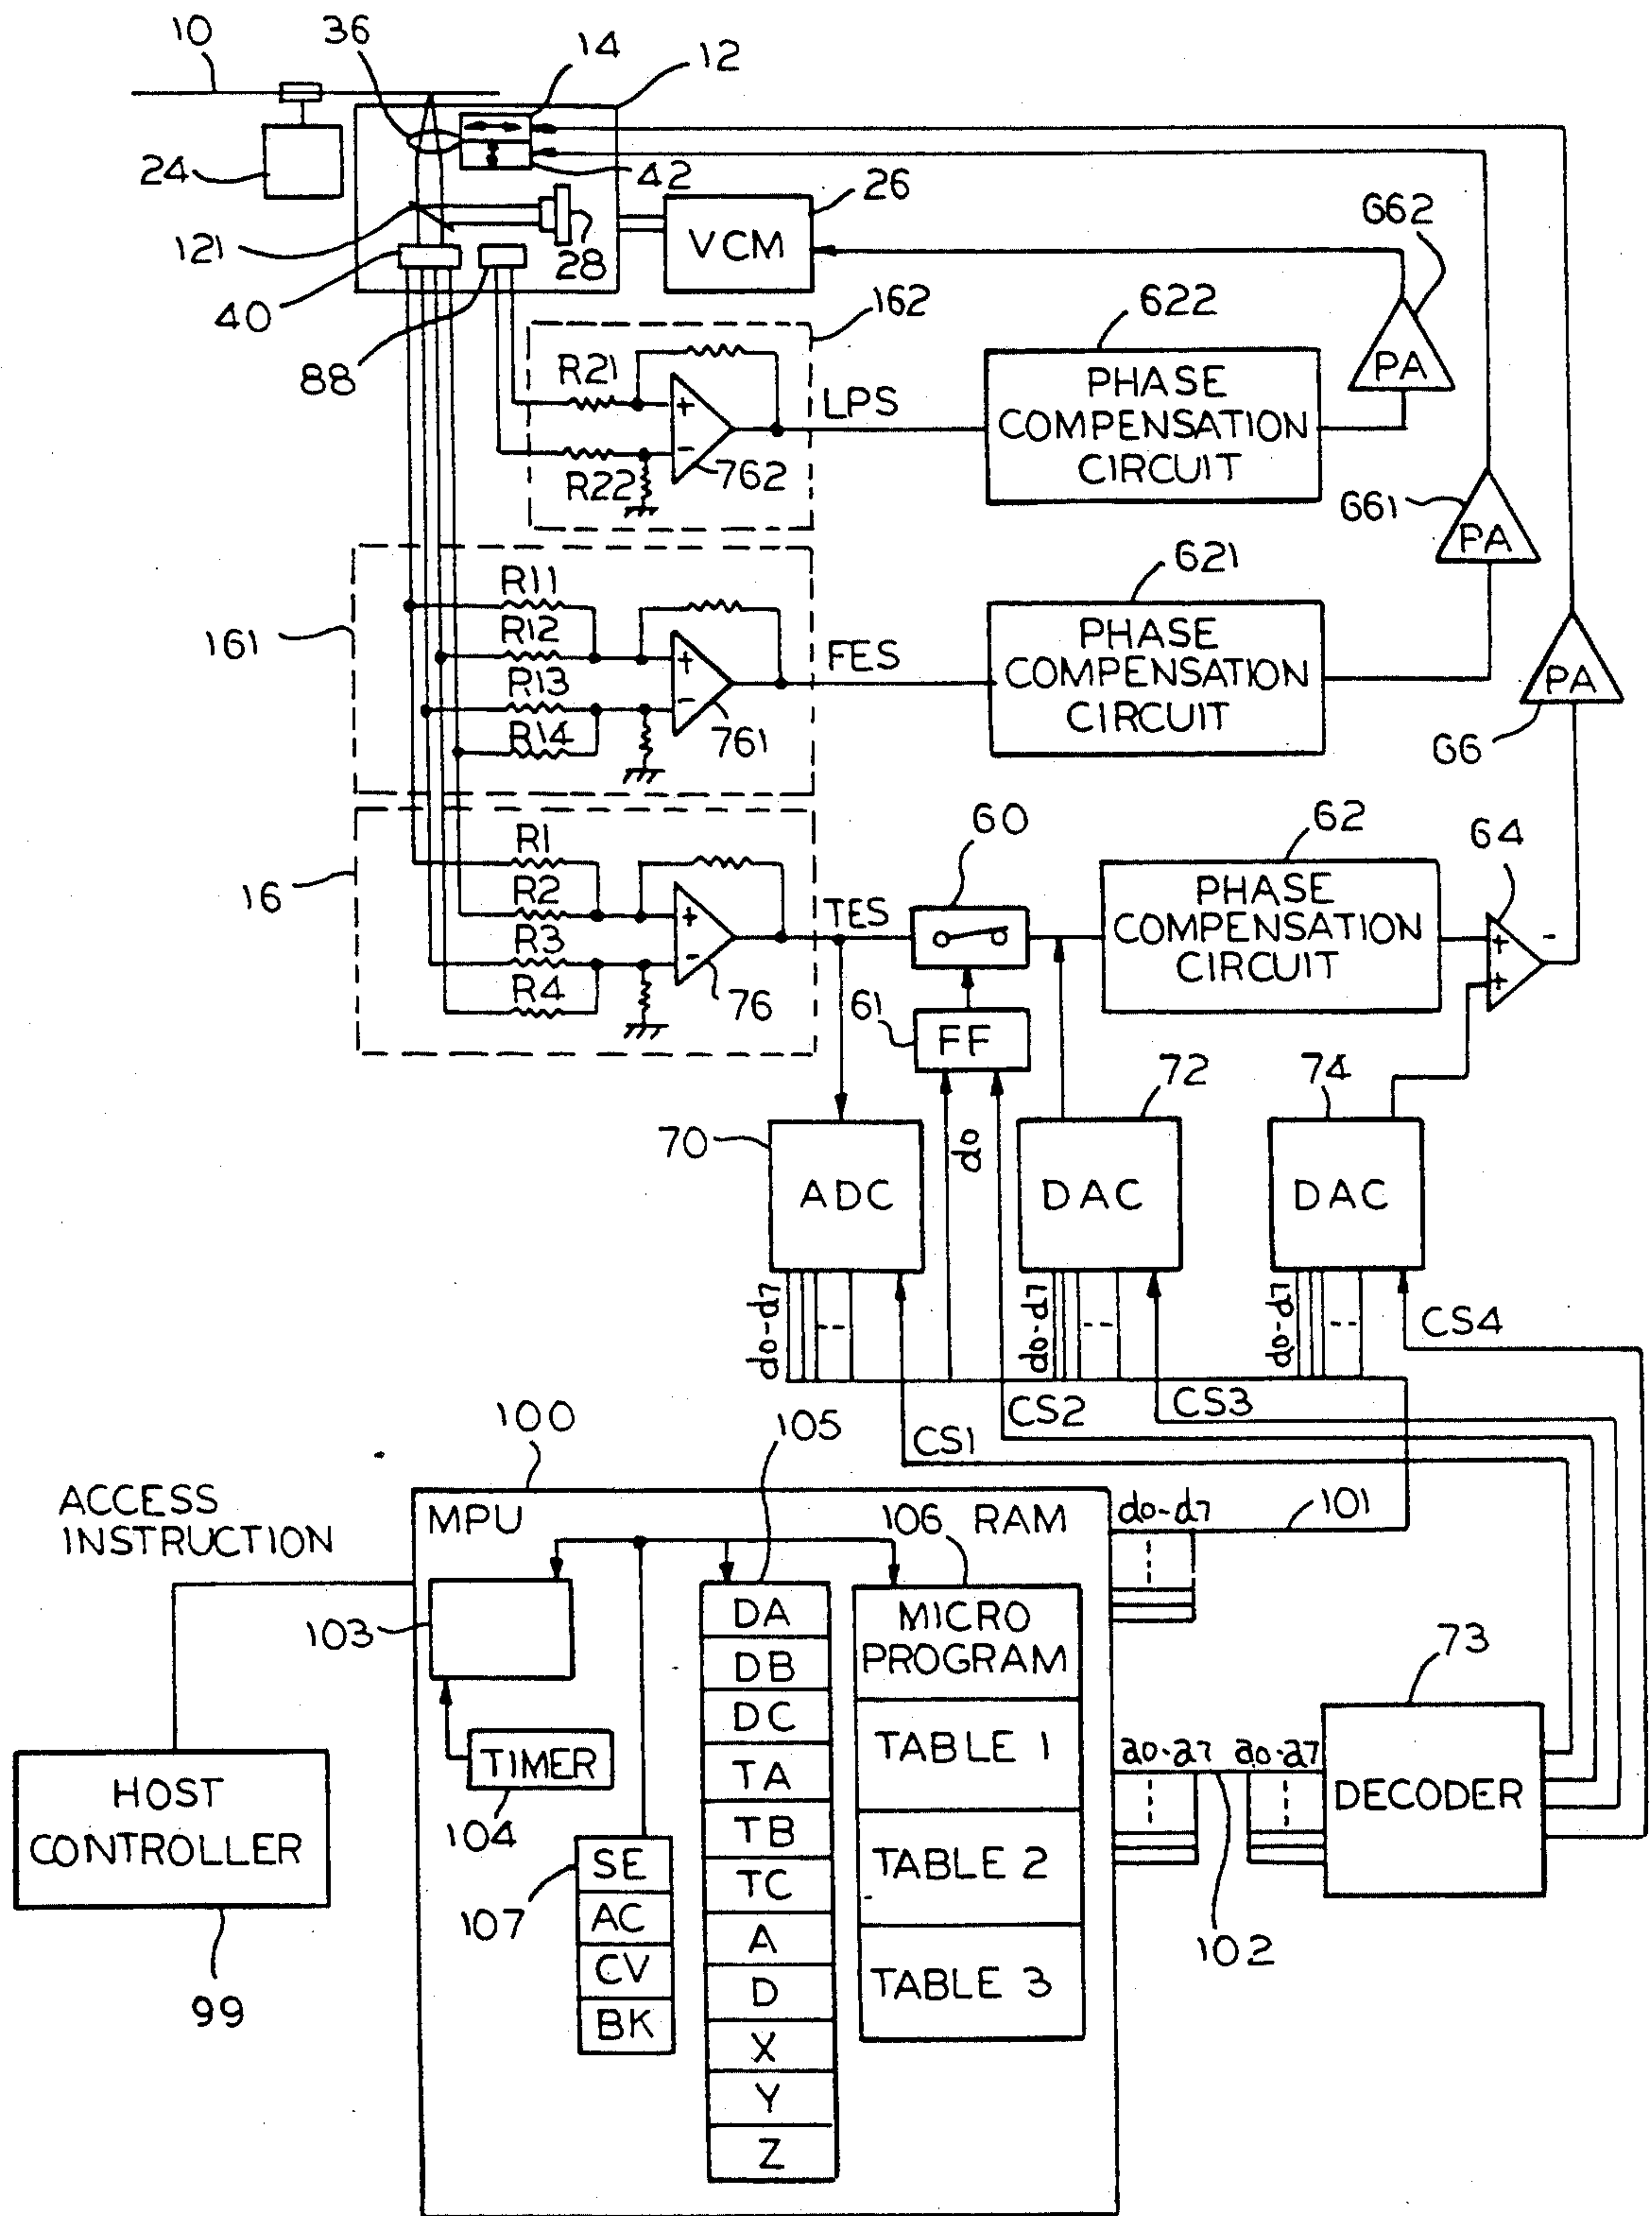 10
36
14
12
24
42
26
VCM
121
28
40
88
162
662
PA
622
PHASE
COMPENSATION
CIRCUIT
R21
LPS
+
-
R22
762
661
PA
621
PHASE
COMPENSATION
CIRCUIT
161
R11
R12
R13
R14
+
-
761
FES
PA
66
16
R1
R2
R3
R4
+
-
76
TES
60
62
PHASE
COMPENSATION
CIRCUIT
64
+
+
-
61
FF
d0
70
ADC
72
DAC
74
DAC
d0-d7
d0-d7
d0-d7
CS4
CS3
CS2
CS1
100
105
ACCESS
INSTRUCTION
MPU
106
RAM
d0-d7
101
103
DA
DB
DC
TA
TB
TC
A
D
X
Y
Z
MICRO
PROGRAM
TABLE 1
TABLE 2
TABLE 3
TIMER
104
107
SE
AC
CV
BK
73
a0-a7
a0-a7
DECODER
102
HOST
CONTROLLER
99